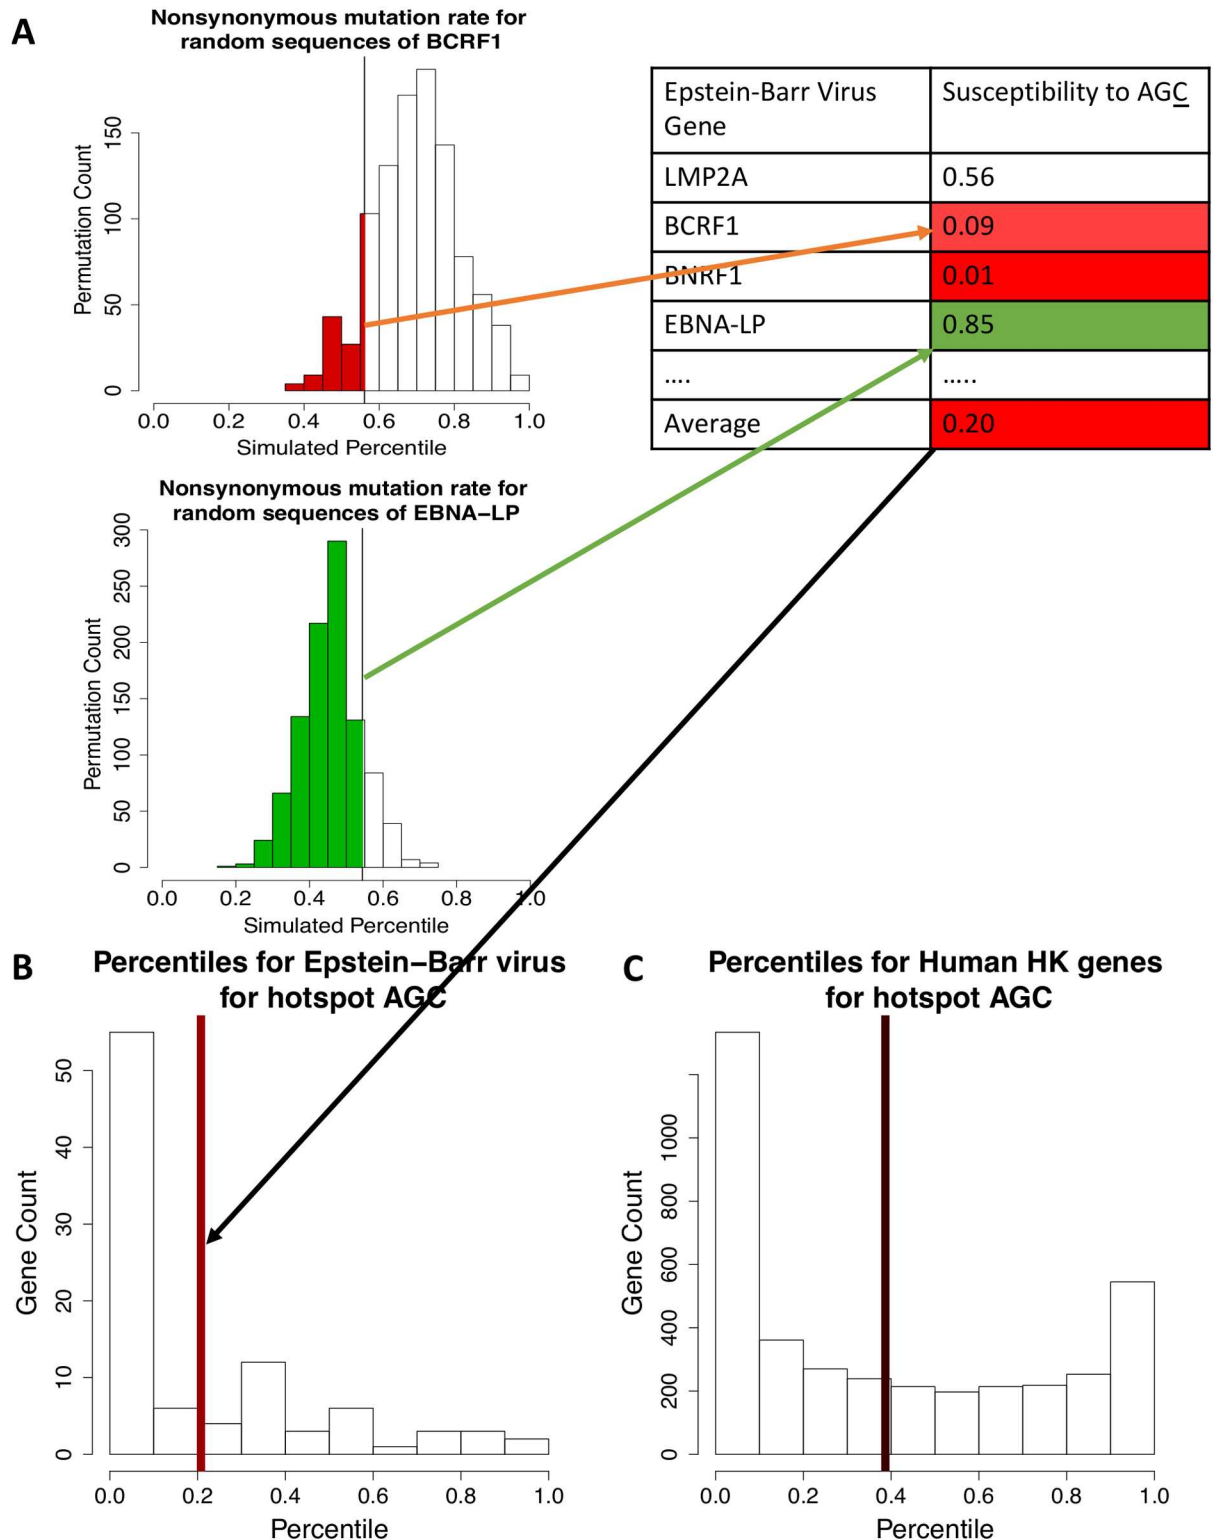 A
Nonsynonymous mutation rate for
random sequences of BCRF1
Permutation Count
0
50
100
150
0.0 0.2 0.4 0.6 0.8 1.0
Simulated Percentile
Epstein-Barr Virus
Gene
Susceptibility to AGC
LMP2A 0.56
BCRF1 0.09
BNRF1 0.01
EBNA-LP 0.85
.... .....
Average 0.20
Nonsynonymous mutation rate for
random sequences of EBNA−LP
Permutation Count
0
50
100
150
200
250
300
0.0 0.2 0.4 0.6 0.8 1.0
Simulated Percentile
B
Percentiles for Epstein−Barr virus
for hotspot AGC
Gene Count
0
10
20
30
40
50
0.0 0.2 0.4 0.6 0.8 1.0
Percentile
C
Percentiles for Human HK genes
for hotspot AGC
Gene Count
0
200
400
600
800
1000
0.0 0.2 0.4 0.6 0.8 1.0
Percentile